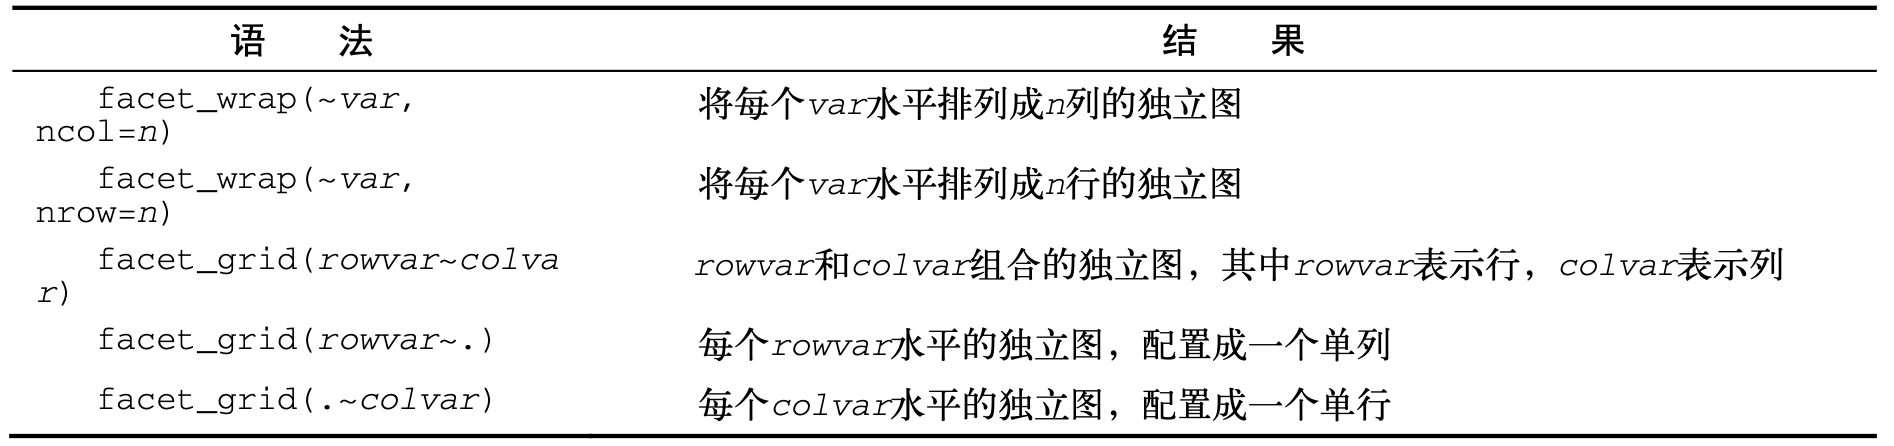 语 法 结 果
facet_wrap(~var, 将每个var水平排列成n列的独立图
ncol=n)
facet_wrap(~var, 将每个var水平排列成n行的独立图
nrow=n)
facet_grid(rowvar~colva rowvar和colvar组合的独立图，其中rowvar表示行，colvar表示列
r)
facet_grid(rowvar~.) 每个rowvar水平的独立图，配置成一个单列
facet_grid(.~colvar) 每个colvar水平的独立图，配置成一个单行